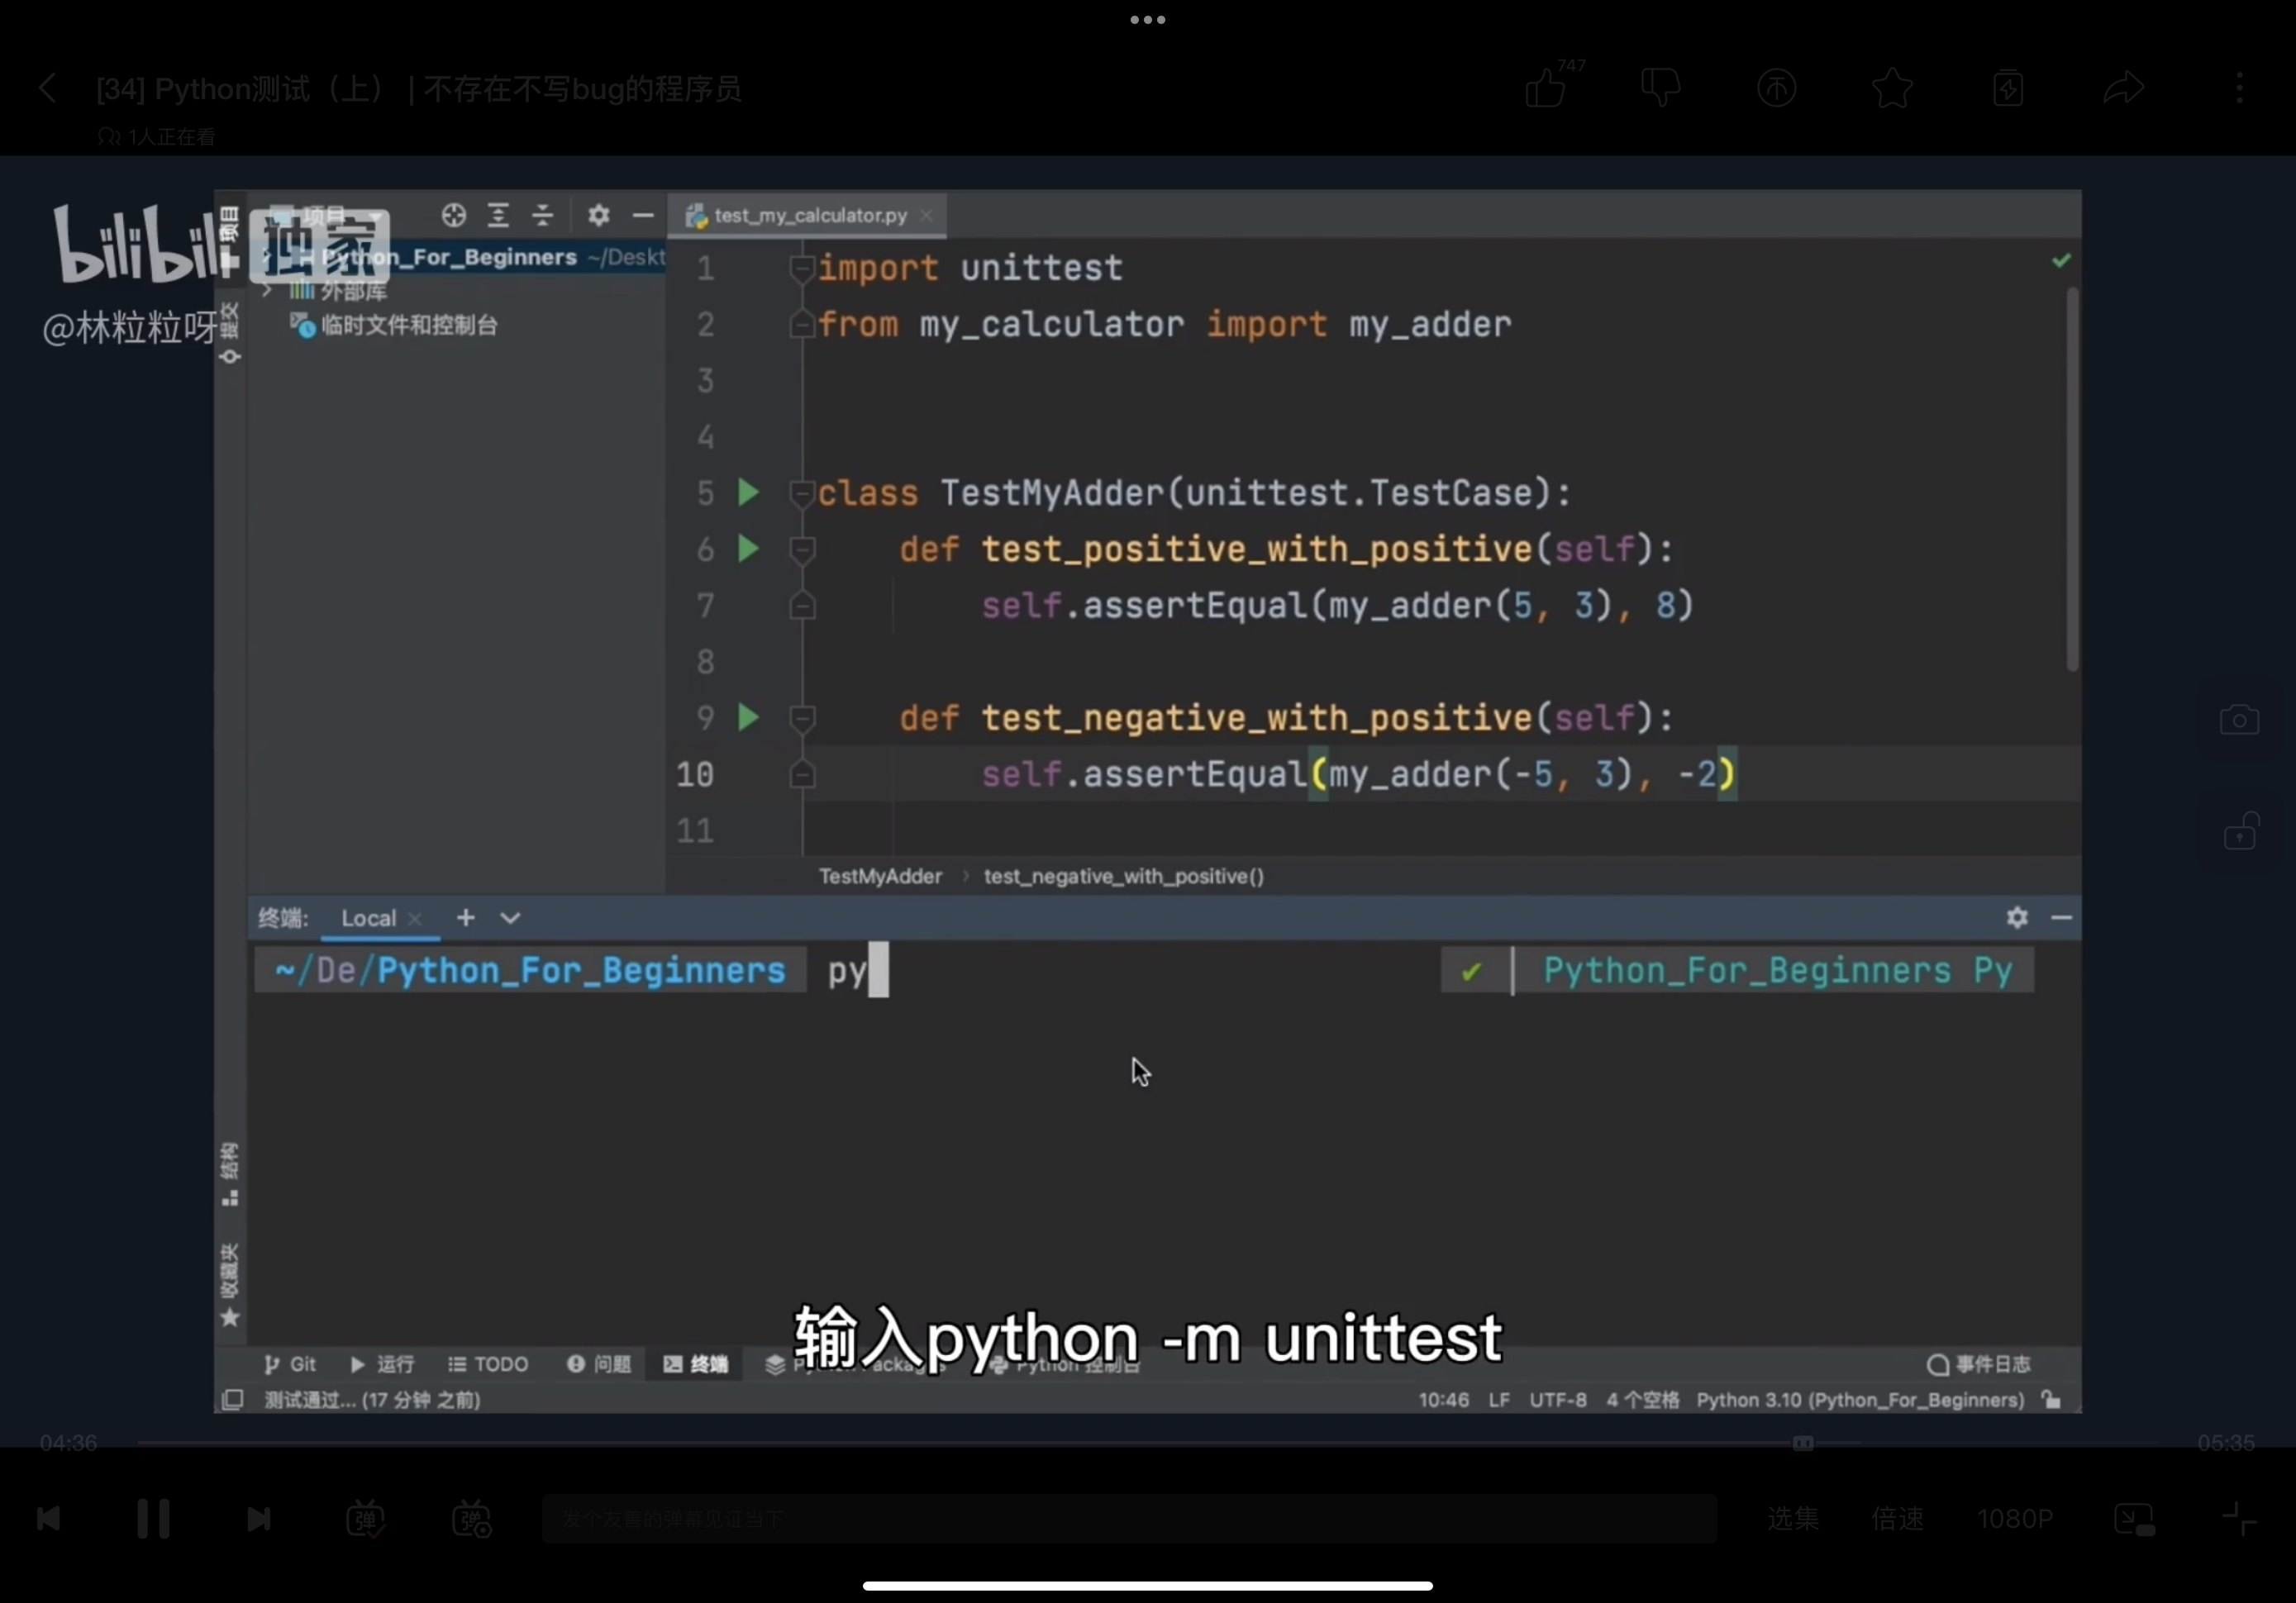 [34] Python测试（上） | 不存在不写bug的程序员
747
1人正在看
bilibili 独家
@林粒粒呀
项目
提交
项目
Python_For_Beginners ~/Deskt
外部库
临时文件和控制台
test_my_calculator.py
1 import unittest
2 from my_calculator import my_adder
3
4
5 class TestMyAdder(unittest.TestCase):
6 def test_positive_with_positive(self):
7 self.assertEqual(my_adder(5, 3), 8)
8
9 def test_negative_with_positive(self):
10 self.assertEqual(my_adder(-5, 3), -2)
11
TestMyAdder › test_negative_with_positive()
终端: Local
~/De/Python_For_Beginners py
✔ | Python_For_Beginners Py
结构
收藏夹
输入python -m unittest
Git 运行 TODO 问题 终端 Python Packages Python 控制台 事件日志
测试通过... (17 分钟 之前) 10:46 LF UTF-8 4 个空格 Python 3.10 (Python_For_Beginners)
04:36 05:35
弹 弹 发个友善的弹幕见证当下 选集 倍速 1080P